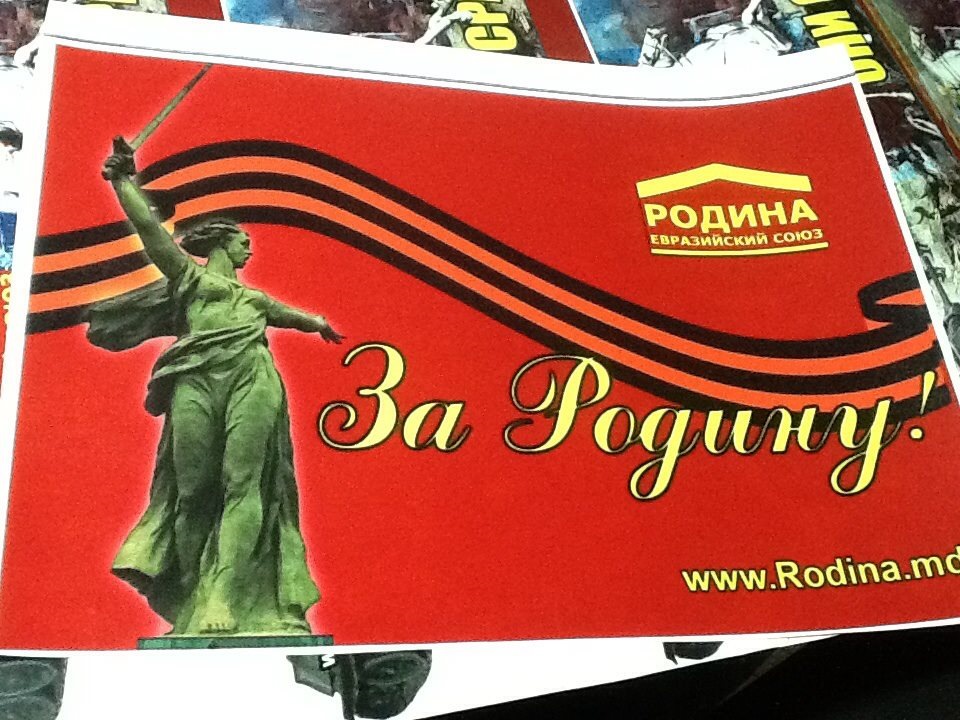 РОДИНА
ЕВРАЗИЙСКИЙ СОЮЗ
За Родину!
www.Rodina.md